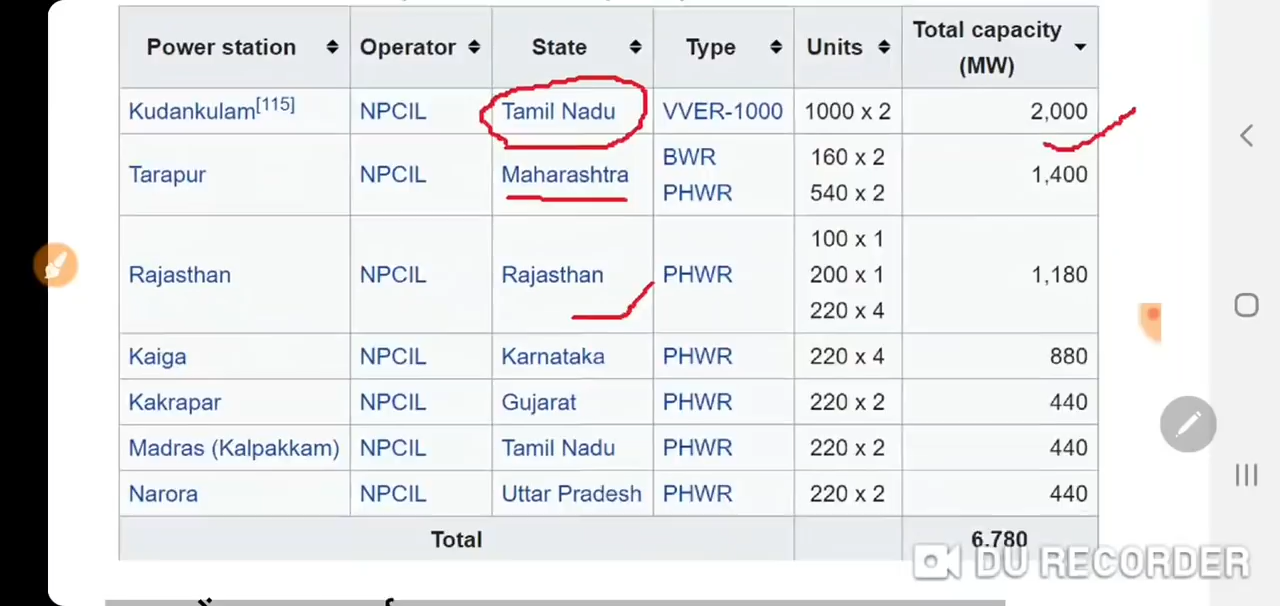 Power station Operator State Type Units Total capacity (MW)
Kudankulam[115] NPCIL Tamil Nadu VVER-1000 1000 x 2 2,000
Tarapur NPCIL Maharashtra BWR 160 x 2 1,400
PHWR 540 x 2
Rajasthan NPCIL Rajasthan PHWR 100 x 1 1,180
200 x 1
220 x 4
Kaiga NPCIL Karnataka PHWR 220 x 4 880
Kakrapar NPCIL Gujarat PHWR 220 x 2 440
Madras (Kalpakkam) NPCIL Tamil Nadu PHWR 220 x 2 440
Narora NPCIL Uttar Pradesh PHWR 220 x 2 440
Total 6,780
DU RECORDER